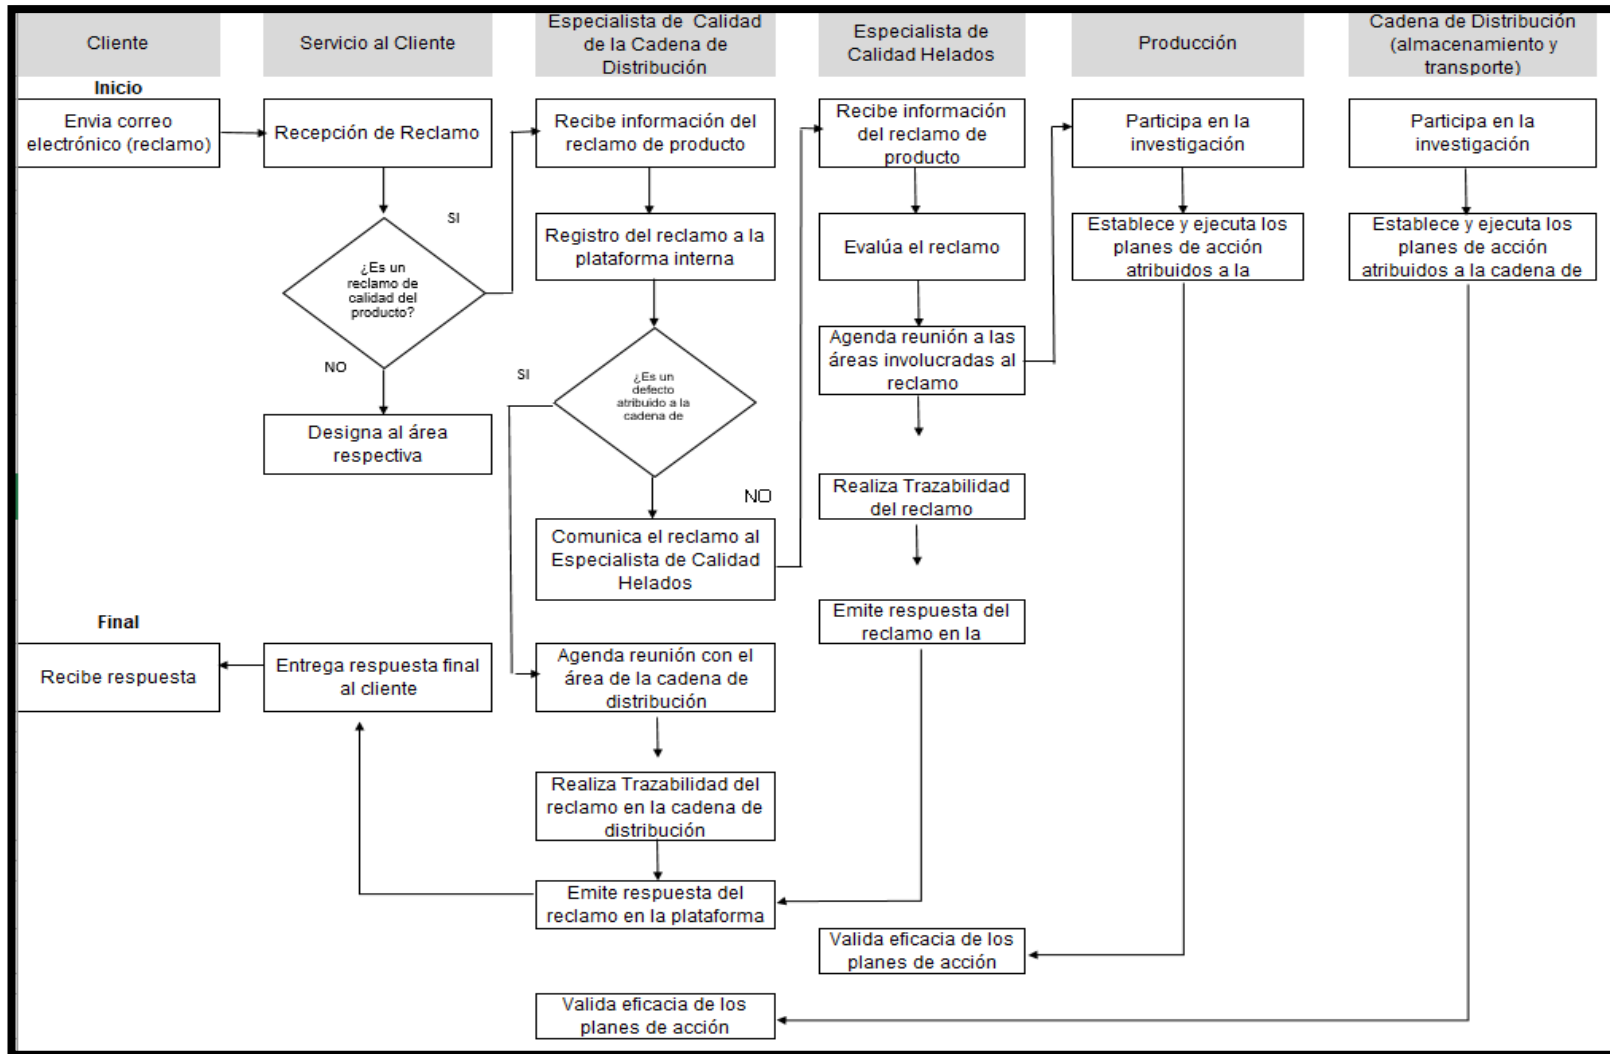 Cliente
Servicio al Cliente
Especialista de Calidad
de la Cadena de
Distribución
Especialista de
Calidad Helados
Producción
Cadena de Distribución
(almacenamiento y
transporte)
Inicio
Envia correo
electrónico (reclamo)
Recepción de Reclamo
Recibe información del
reclamo de producto
Recibe información
del reclamo de
producto
Participa en la
investigación
Participa en la
investigación
SI
¿Es un
reclamo de
calidad del
producto?
NO
Designa al área
respectiva
Registro del reclamo a la
plataforma interna
SI
¿Es un
defecto
atribuido a la
cadena de
NO
Comunica el reclamo al
Especialista de Calidad
Helados
Evalúa el reclamo
Agenda reunión a las
áreas involucradas al
reclamo
Realiza Trazabilidad
del reclamo
Emite respuesta del
reclamo en la
Establece y ejecuta los
planes de acción
atribuidos a la
Establece y ejecuta los
planes de acción
atribuidos a la cadena de
Final
Recibe respuesta
Entrega respuesta final
al cliente
Agenda reunión con el
área de la cadena de
distribución
Realiza Trazabilidad del
reclamo en la cadena de
distribución
Emite respuesta del
reclamo en la plataforma
Valida eficacia de los
planes de acción
Valida eficacia de los
planes de acción